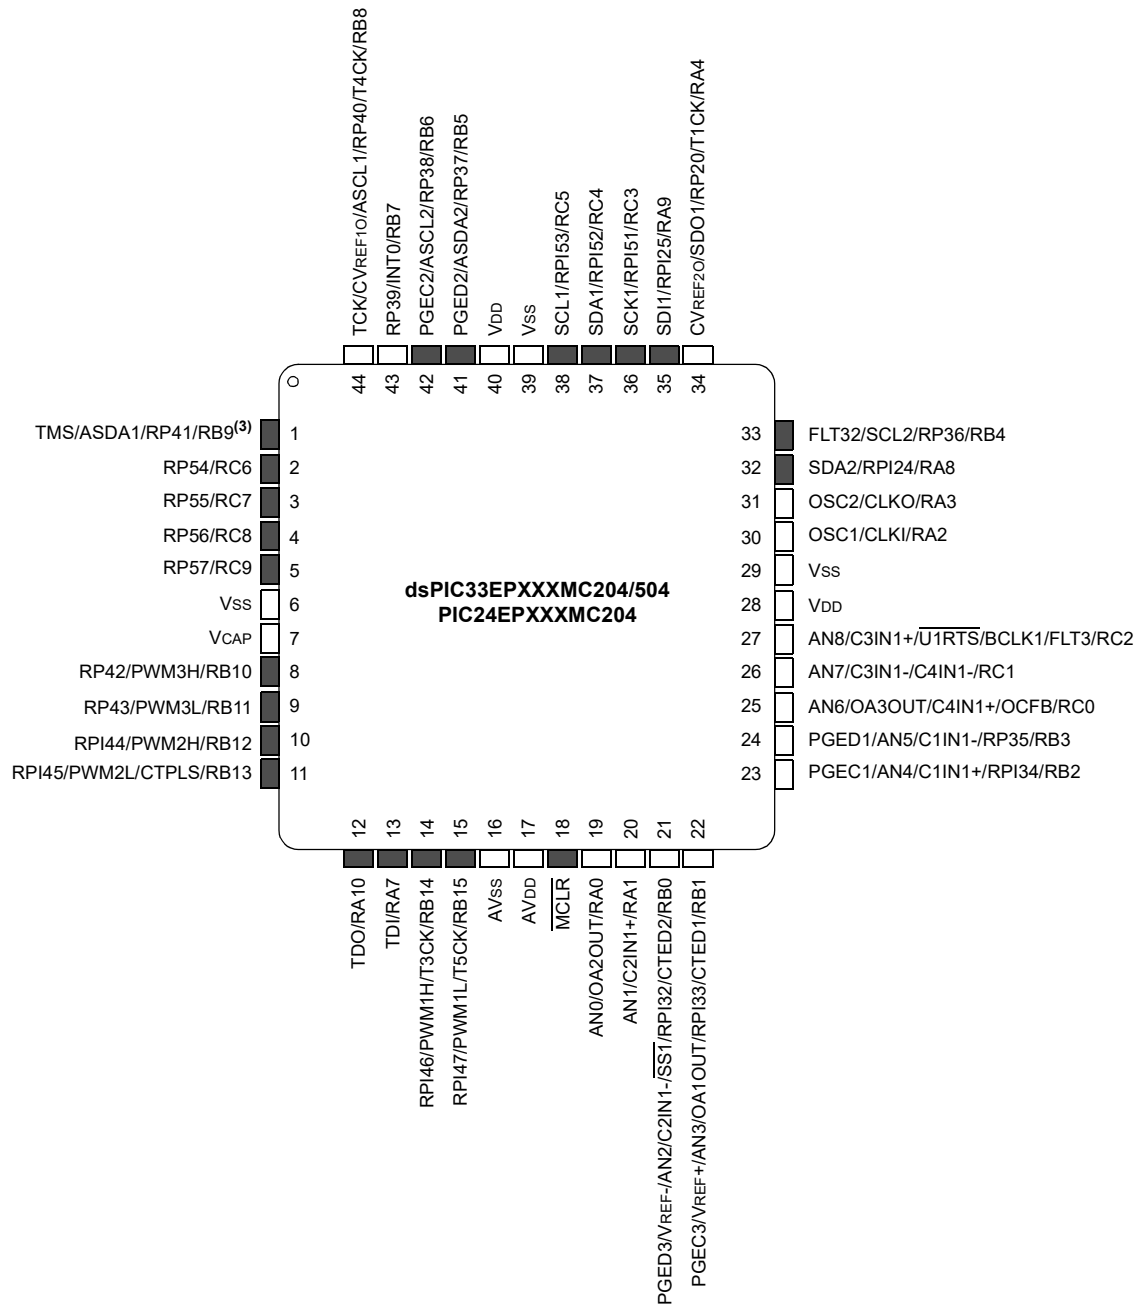 TCK/CVREF1O/ASCL1/RP40/T4CK/RB8
RP39/INT0/RB7
PGEC2/ASCL2/RP38/RB6
PGED2/ASDA2/RP37/RB5
VDD
VSS
SCL1/RPI53/RC5
SDA1/RPI52/RC4
SCK1/RPI51/RC3
SDI1/RPI25/RA9
CVREF2O/SDO1/RP20/T1CK/RA4
44
43
42
41
40
39
38
37
36
35
34
TMS/ASDA1/RP41/RB9(3) 1
RP54/RC6 2
RP55/RC7 3
RP56/RC8 4
RP57/RC9 5
VSS 6
VCAP 7
RP42/PWM3H/RB10 8
RP43/PWM3L/RB11 9
RPI44/PWM2H/RB12 10
RPI45/PWM2L/CTPLS/RB13 11
dsPIC33EPXXXMC204/504
PIC24EPXXXMC204
33 FLT32/SCL2/RP36/RB4
32 SDA2/RPI24/RA8
31 OSC2/CLKO/RA3
30 OSC1/CLKI/RA2
29 VSS
28 VDD
27 AN8/C3IN1+/U1RTS/BCLK1/FLT3/RC2
26 AN7/C3IN1-/C4IN1-/RC1
25 AN6/OA3OUT/C4IN1+/OCFB/RC0
24 PGED1/AN5/C1IN1-/RP35/RB3
23 PGEC1/AN4/C1IN1+/RPI34/RB2
12
13
14
15
16
17
18
19
20
21
22
TDO/RA10
TDI/RA7
RPI46/PWM1H/T3CK/RB14
RPI47/PWM1L/T5CK/RB15
AVSS
AVDD
MCLR
AN0/OA2OUT/RA0
AN1/C2IN1+/RA1
PGED3/VREF-/AN2/C2IN1-/SS1/RPI32/CTED2/RB0
PGEC3/VREF+/AN3/OA1OUT/RPI33/CTED1/RB1